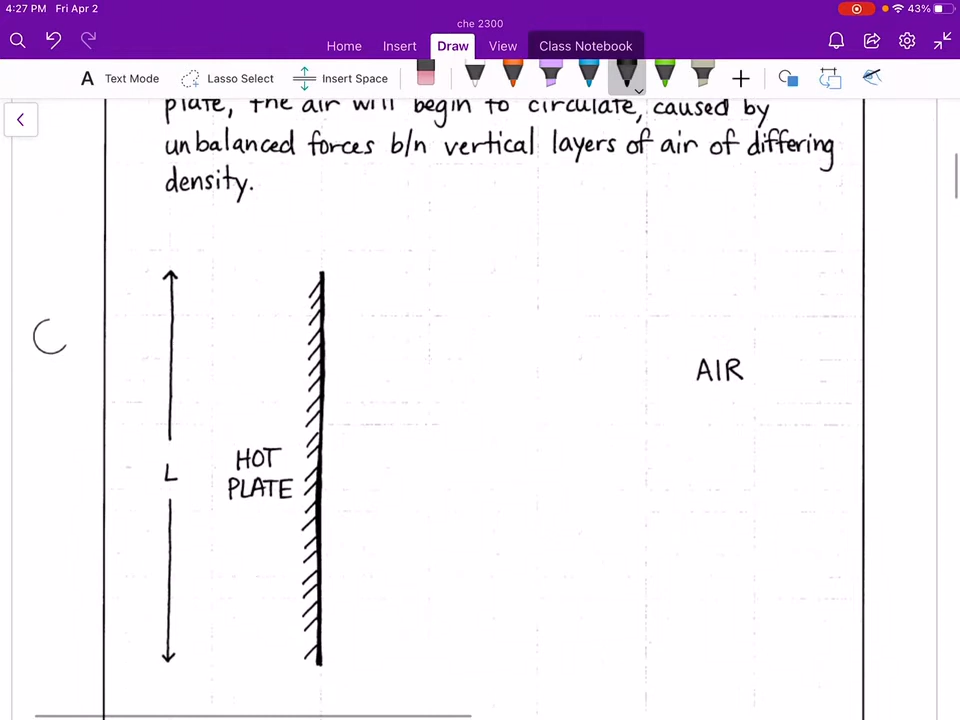 4:27 PM Fri Apr 2
43%
che 2300
Home Insert Draw View Class Notebook
A Text Mode Lasso Select Insert Space
plate, the air will begin to circulate, caused by
unbalanced forces b/n vertical layers of air of differing
density.
AIR
HOT
L
PLATE